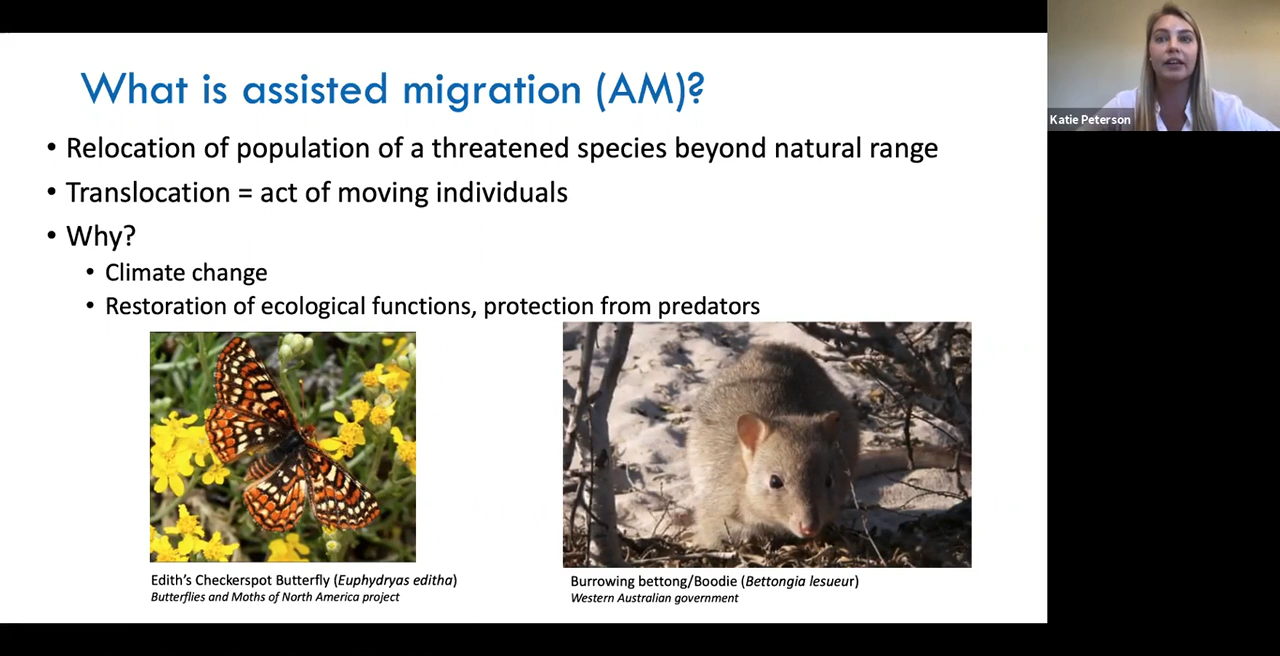 What is assisted migration (AM)?
• Relocation of population of a threatened species beyond natural range
• Translocation = act of moving individuals
• Why?
• Climate change
• Restoration of ecological functions, protection from predators
Edith's Checkerspot Butterfly (Euphydryas editha)
Butterflies and Moths of North America project
Burrowing bettong/Boodie (Bettongia lesueur)
Western Australian government
Katie Peterson